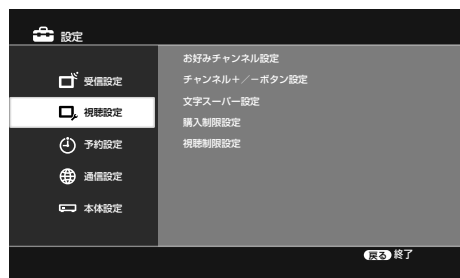 設定
受信設定
視聴設定
予約設定
通信設定
本体設定
お好みチャンネル設定
チャンネル+/-ボタン設定
文字スーパー設定
購入制限設定
視聴制限設定
戻る 終了